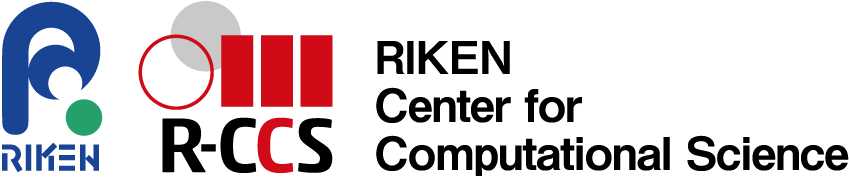 RIKEN
R-CCS
RIKEN
Center for
Computational Science